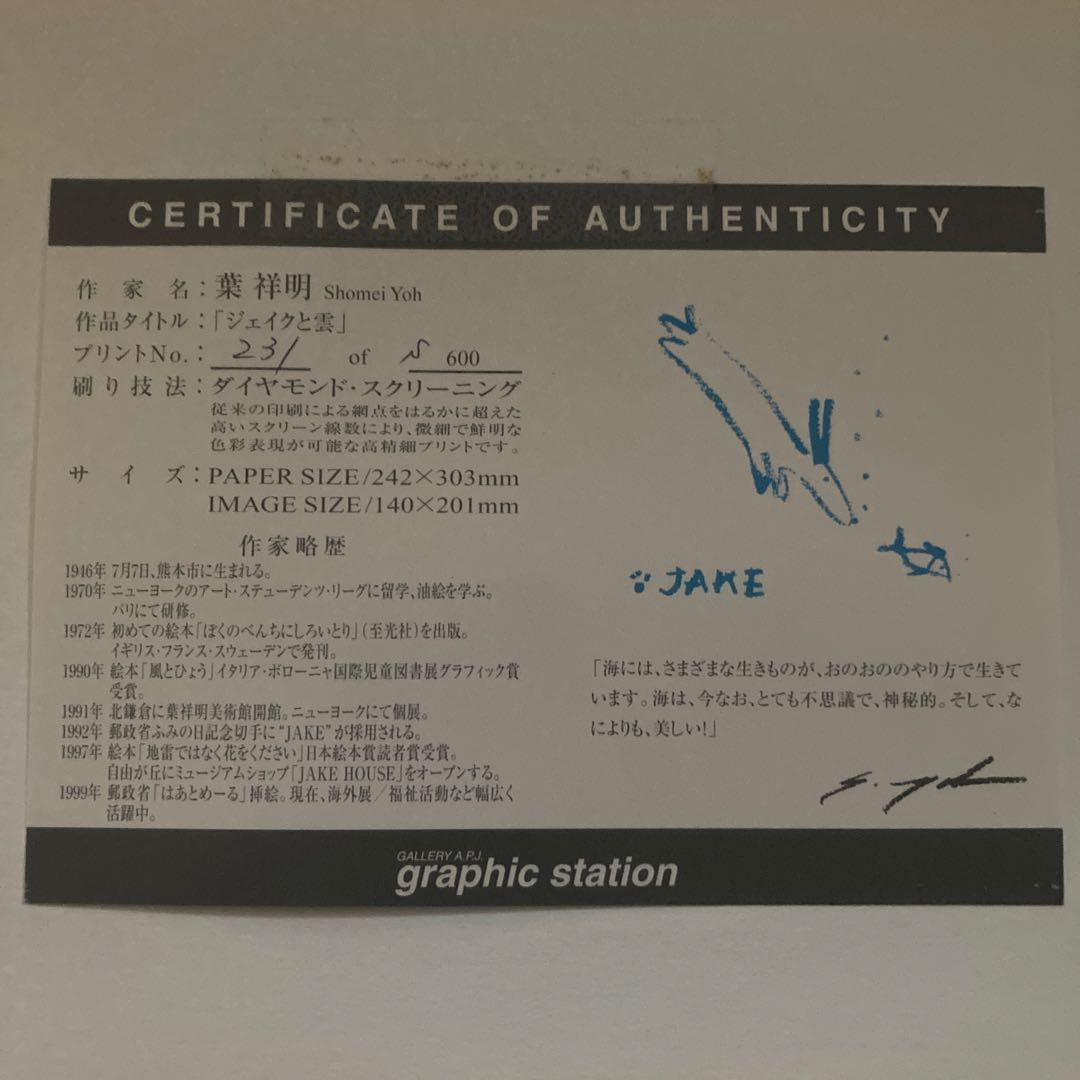 CERTIFICATE OF AUTHENTICITY
作家名：葉 祥明 Shomei Yoh
作品タイトル：「ジェイクと雲」
プリントNo.： 231 of S 600
刷り技法：ダイヤモンド・スクリーニング
従来の印刷による網点をはるかに超えた
高いスクリーン線数により、微細で鮮明な
色彩表現が可能な高精細プリントです。
サイズ：PAPER SIZE/242×303mm
IMAGE SIZE/140×201mm
作家略歴
1946年 7月7日、熊本市に生まれる。
1970年 ニューヨークのアート・ステューデンツ・リーグに留学、油絵を学ぶ。
パリにて研修。
1972年 初めての絵本「ぼくのべんちにしろいとり」（至光社）を出版。
イギリス・フランス・スウェーデンで発刊。
1990年 絵本「風とひょう」イタリア・ボローニャ国際児童図書展グラフィック賞
受賞。
1991年 北鎌倉に葉祥明美術館開館。ニューヨークにて個展。
1992年 郵政省ふみの日記念切手に“JAKE”が採用される。
1997年 絵本「地雷ではなく花をください」日本絵本賞読者賞受賞。
自由が丘にミュージアムショップ「JAKE HOUSE」をオープンする。
1999年 郵政省「はあとめーる」挿絵。現在、海外展／福祉活動など幅広く
活躍中。
JAKE
「海には、さまざまな生きものが、おのおののやり方で生きて
います。海は、今なお、とても不思議で、神秘的。そして、な
によりも、美しい！」
GALLERY A.P.J.
graphic station